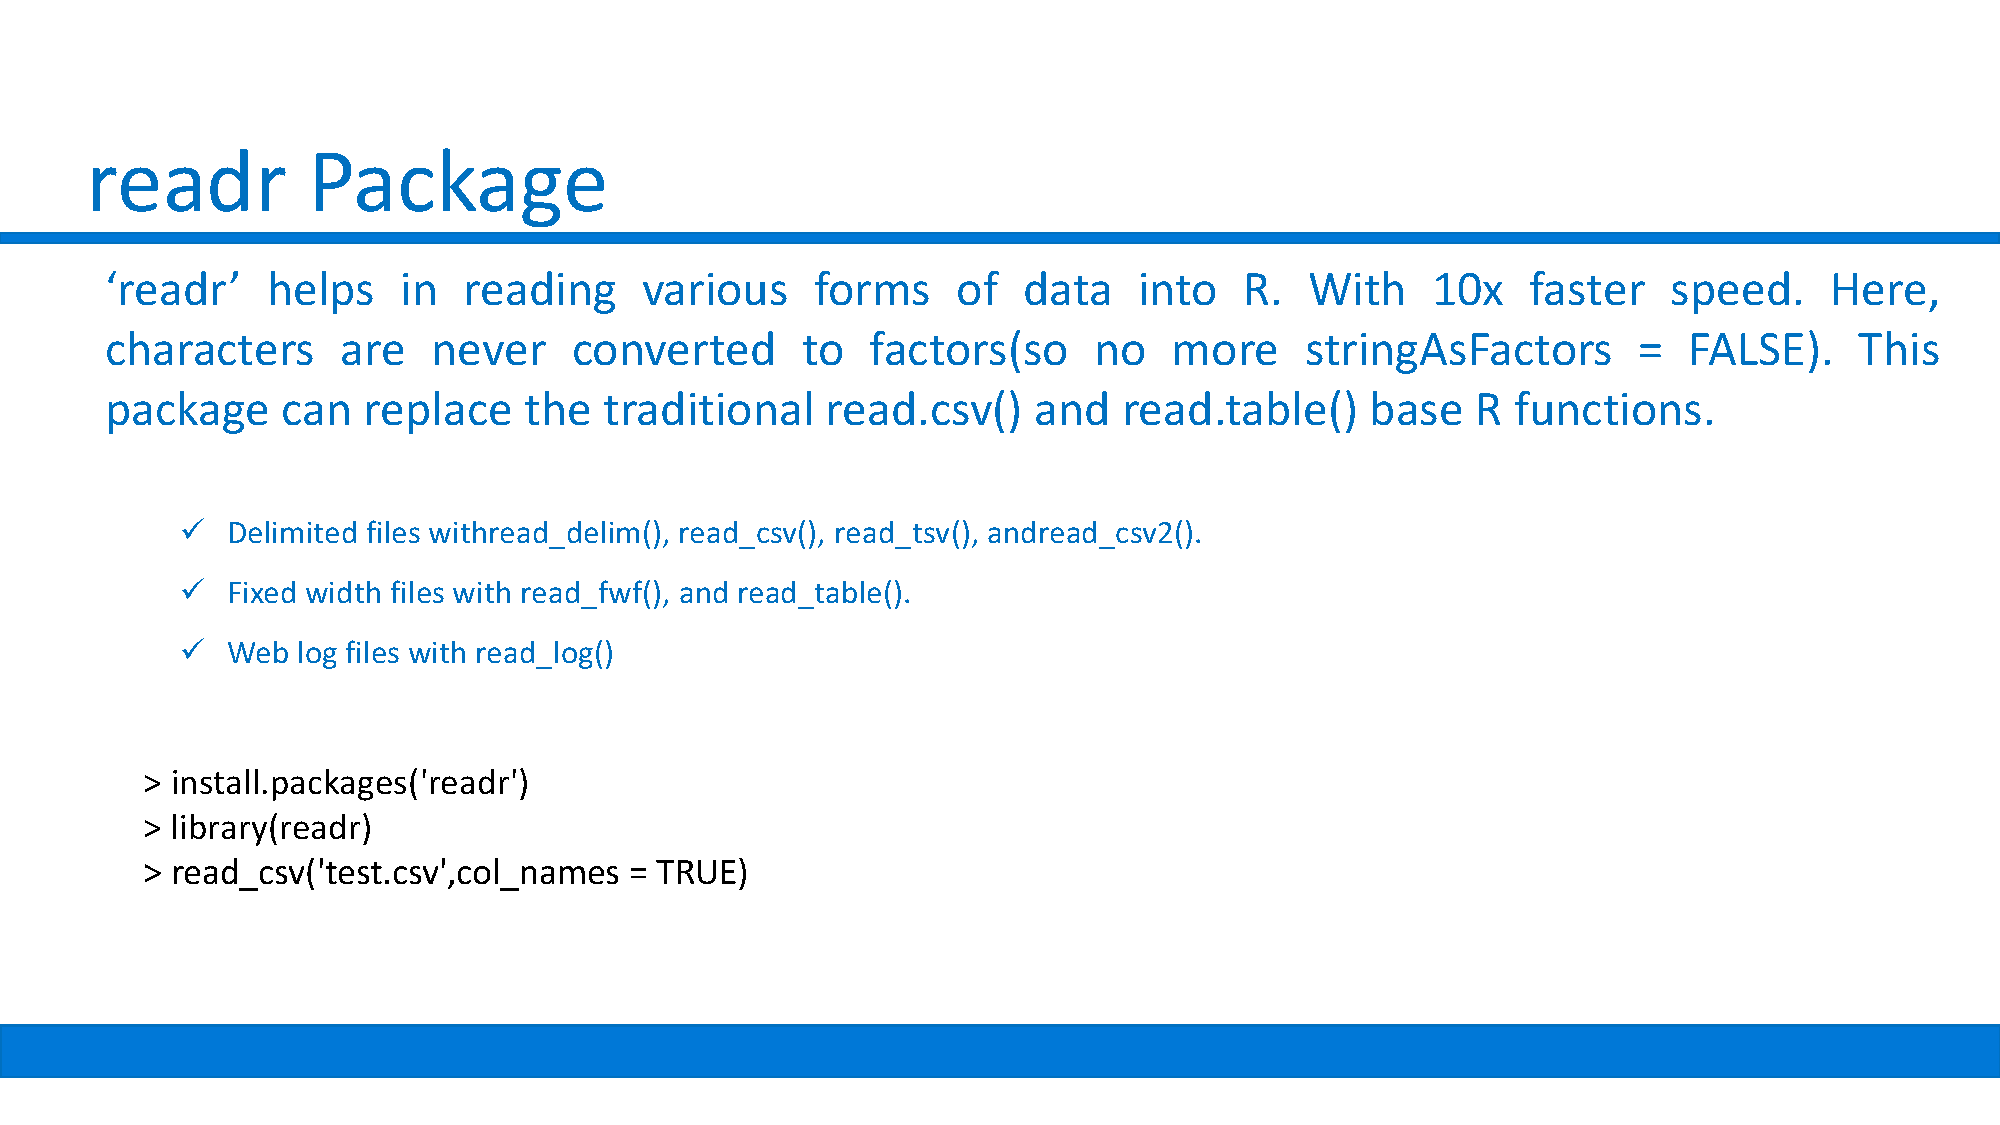 readr Package
‘readr’ helps in reading various forms of data into R. With 10x faster speed. Here,
characters are never converted to factors(so no more stringAsFactors = FALSE). This
package can replace the traditional read.csv() and read.table() base R functions.
✓ Delimited files withread_delim(), read_csv(), read_tsv(), andread_csv2().
✓ Fixed width files with read_fwf(), and read_table().
✓ Web log files with read_log()
> install.packages('readr')
> library(readr)
> read_csv('test.csv',col_names = TRUE)